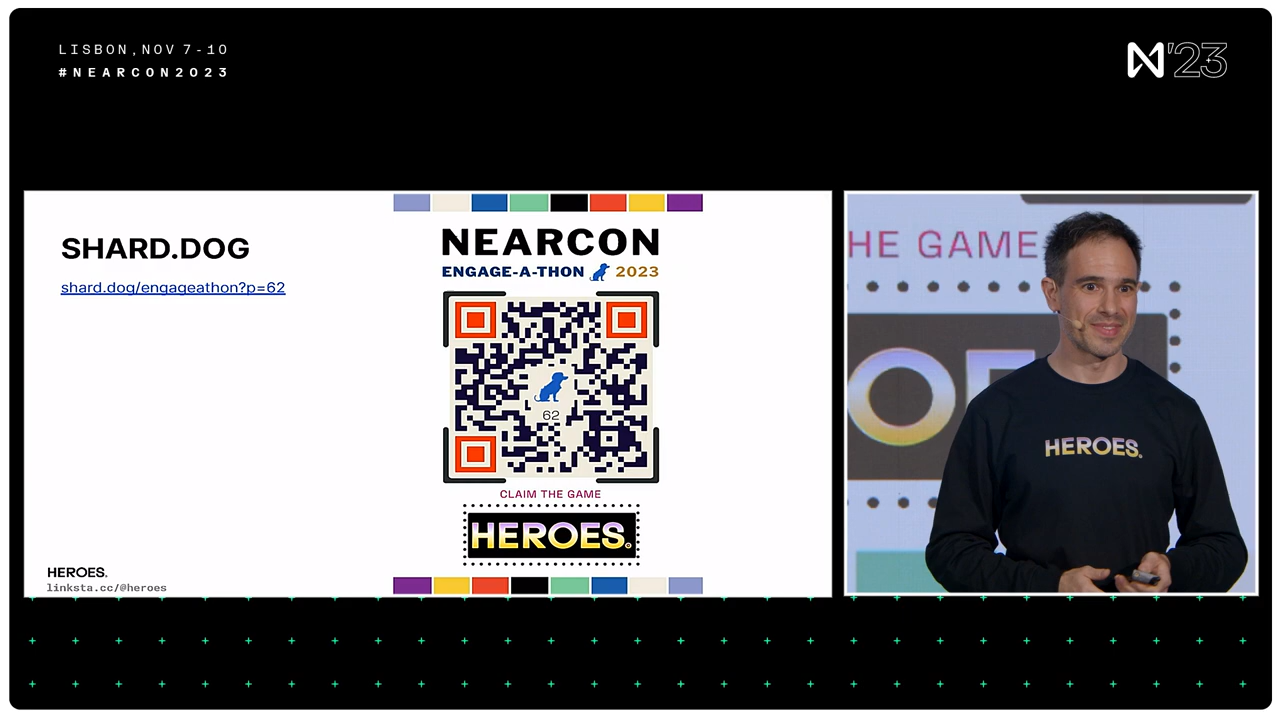 LISBON, NOV 7-10
#NEARCON2023
N'23
SHARD.DOG
shard.dog/engageathon?p=62
NEARCON
ENGAGE-A-THON 2023
62
CLAIM THE GAME
HEROES.
HEROES.
linksta.cc/@heroes
HE GAME
OE
HEROES.